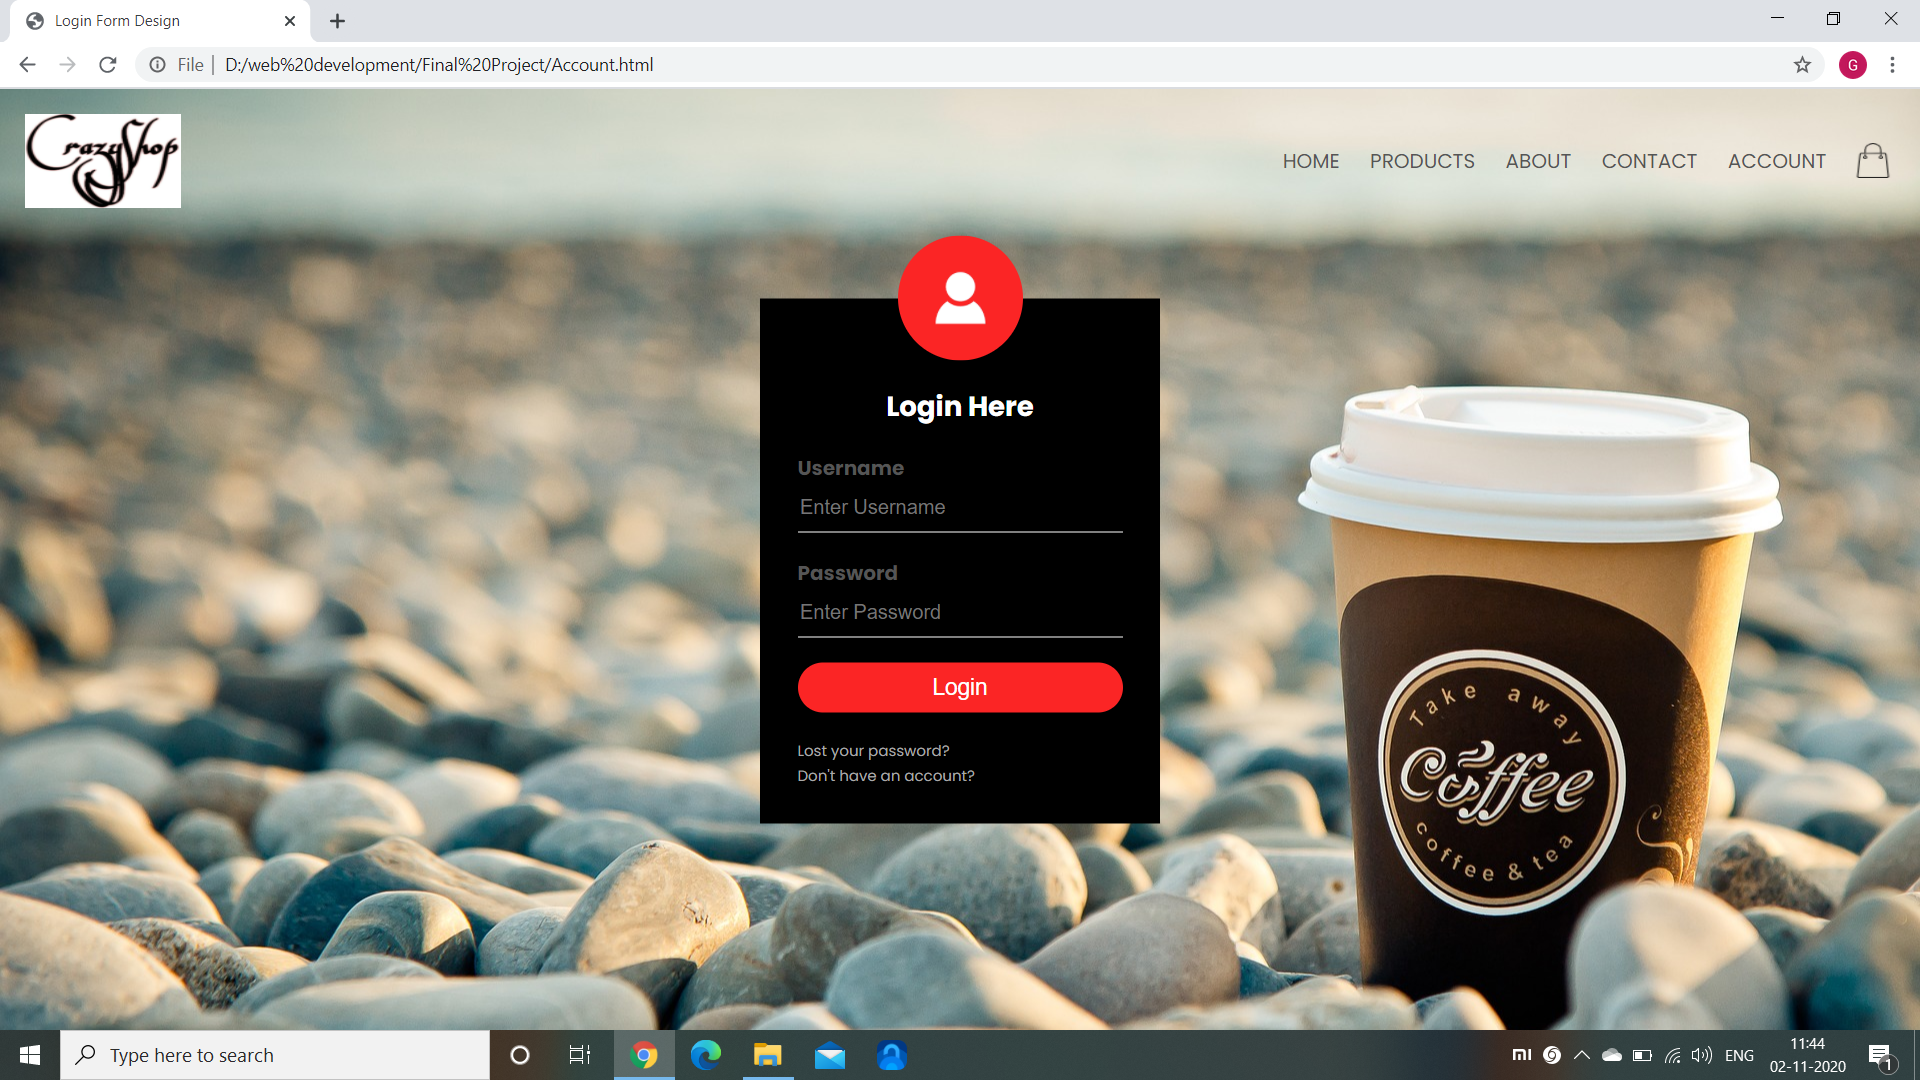 Login Form Design
File | D:/web%20development/Final%20Project/Account.html
G
CrazyShop
HOME PRODUCTS ABOUT CONTACT ACCOUNT
Login Here
Username
Enter Username
Password
Enter Password
Login
Lost your password?
Don't have an account?
Take away
Coffee
coffee & tea
Type here to search
mi
ENG
11:44
02-11-2020
1